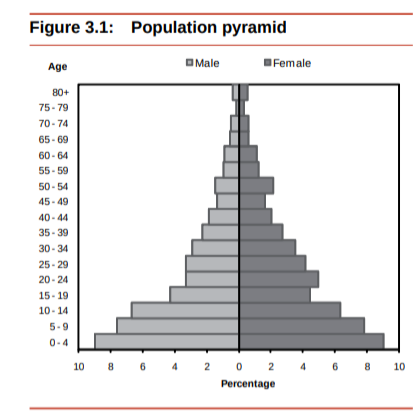 Figure 3.1: Population pyramid
Age
Male Female
80+
75 - 79
70 - 74
65 - 69
60 - 64
55 - 59
50 - 54
45 - 49
40 - 44
35 - 39
30 - 34
25 - 29
20 - 24
15 - 19
10 - 14
5 - 9
0 - 4
10 8 6 4 2 0 2 4 6 8 10
Percentage